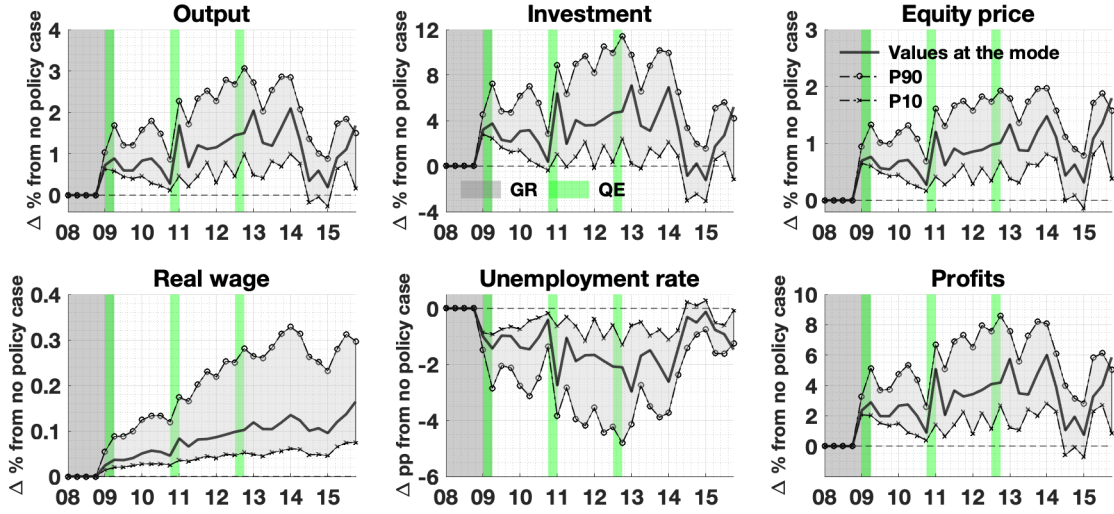 Output
Δ % from no policy case
4
3
2
1
0
08 09 10 11 12 13 14 15
Investment
Δ % from no policy case
12
8
4
0
-4
GR
QE
08 09 10 11 12 13 14 15
Equity price
Δ % from no policy case
3
2
1
0
Values at the mode
P90
P10
08 09 10 11 12 13 14 15
Real wage
Δ % from no policy case
0.4
0.3
0.2
0.1
0
08 09 10 11 12 13 14 15
Unemployment rate
Δ pp from no policy case
0
-2
-4
-6
08 09 10 11 12 13 14 15
Profits
Δ % from no policy case
10
8
6
4
2
0
-2
08 09 10 11 12 13 14 15